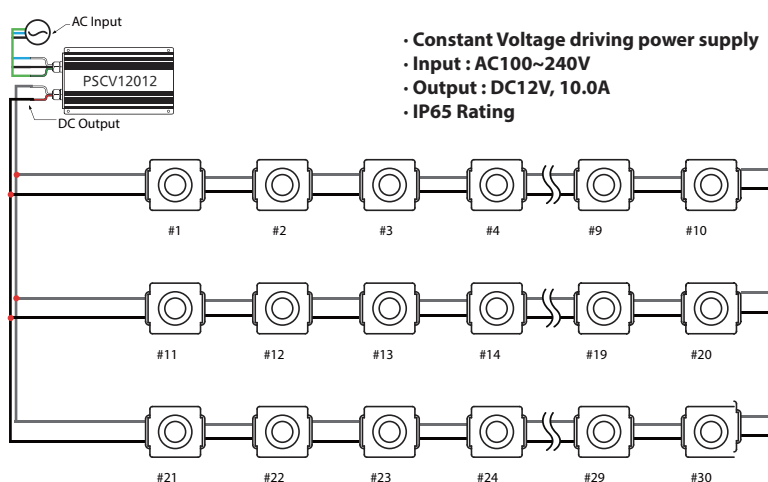 AC Input
PSCV12012
DC Output
· Constant Voltage driving power supply
· Input : AC100~240V
· Output : DC12V, 10.0A
· IP65 Rating
#1 #2 #3 #4 #9 #10
#11 #12 #13 #14 #19 #20
#21 #22 #23 #24 #29 #30